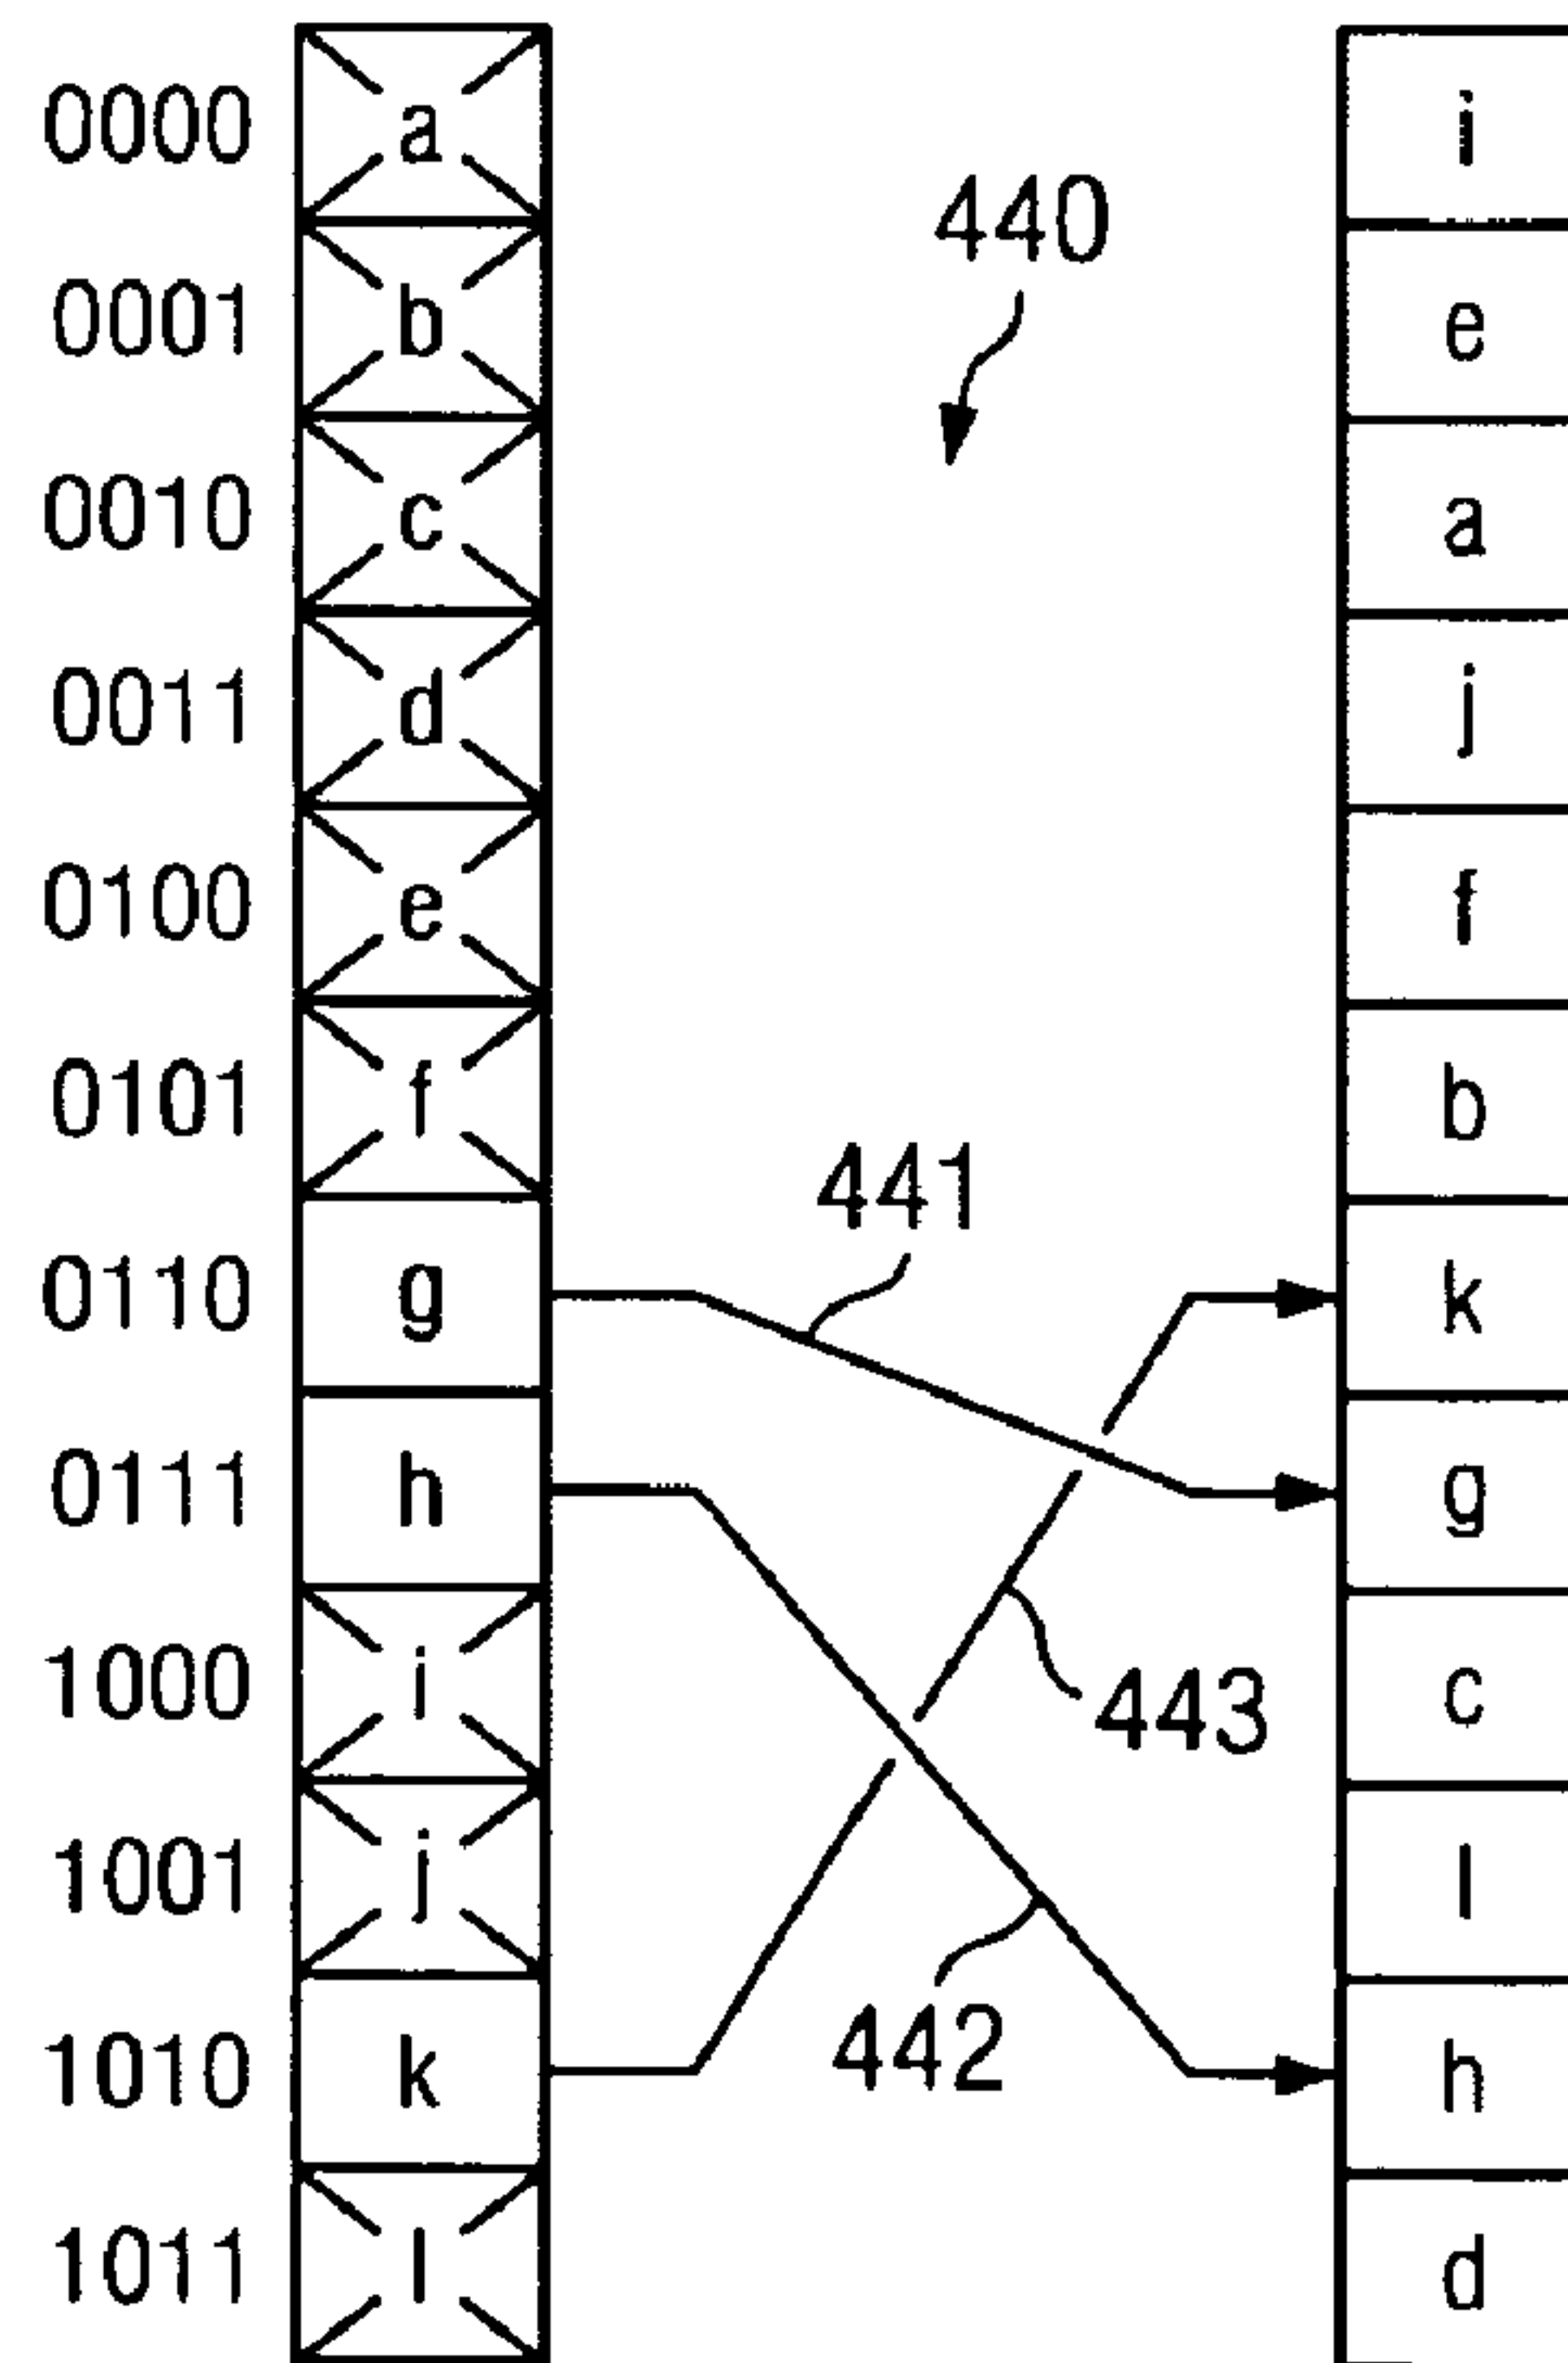 0000 a i
440
0001 b e
0010 c a
0011 d j
0100 e f
0101 f b
441
0110 g k
0111 h g
1000 i c
443
1001 j l
442
1010 k h
1011 l d